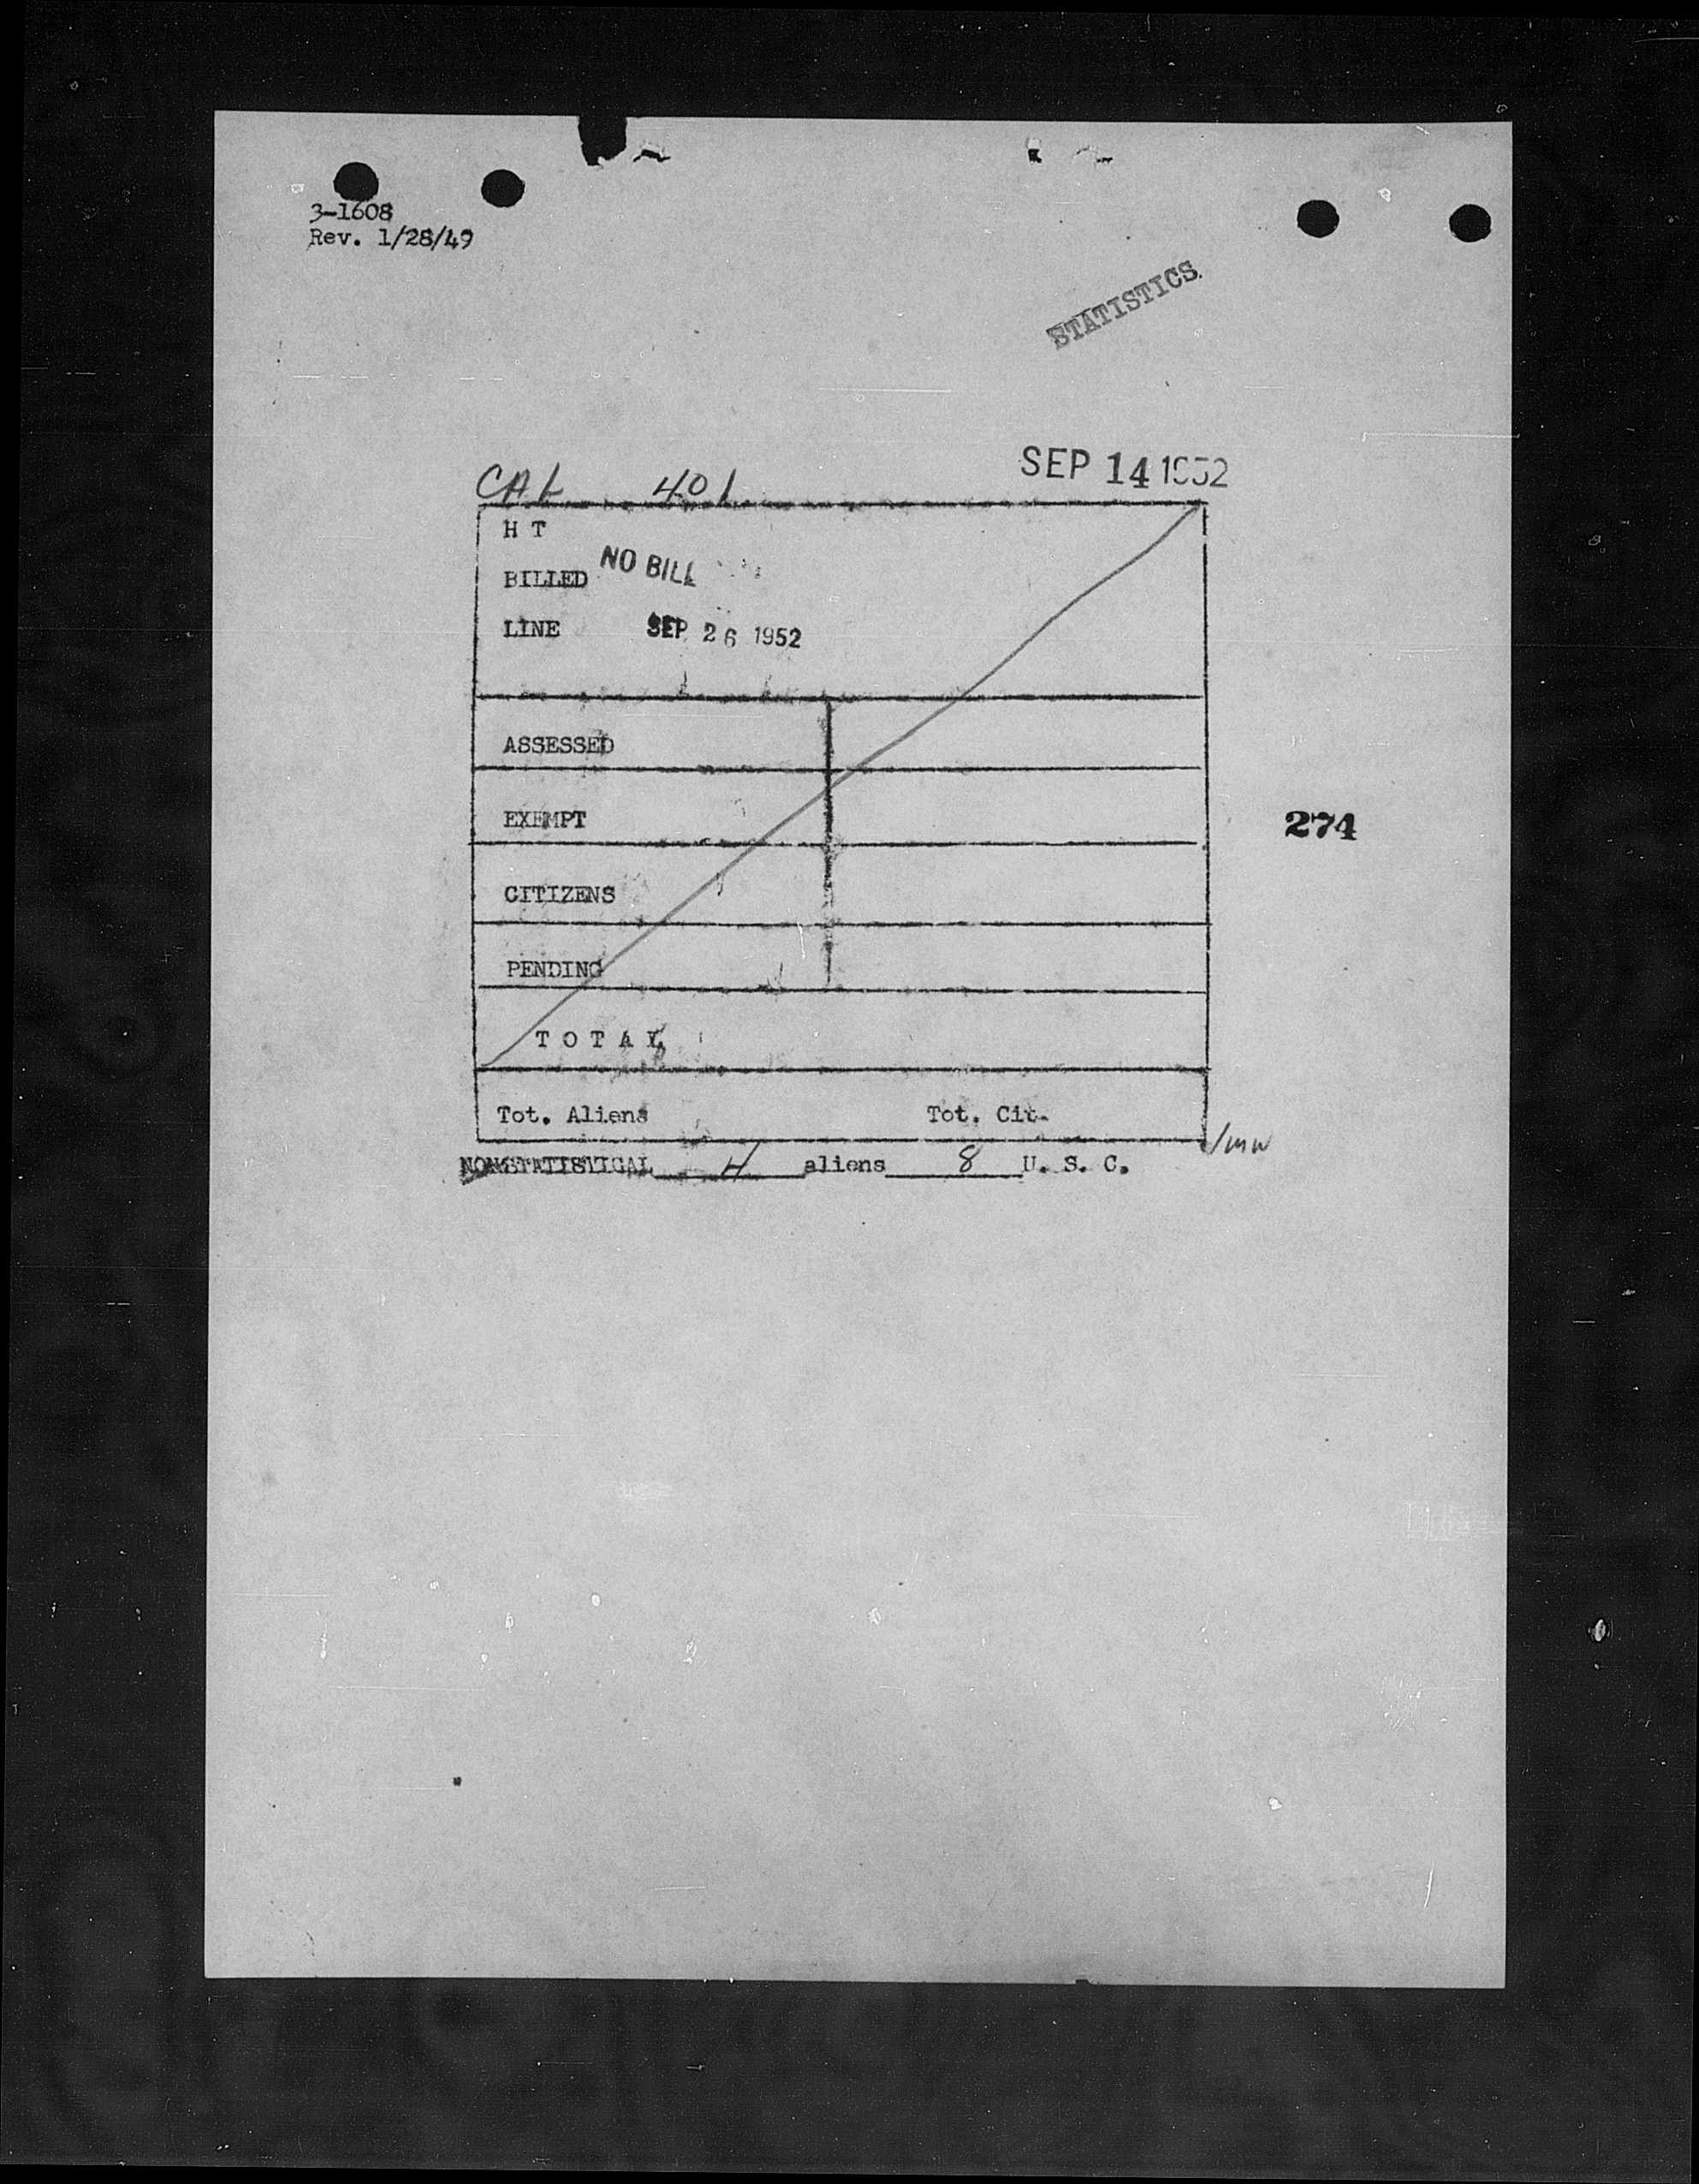 3-1608
Rev. 1/28/49
STATISTICS
CAL 401
SEP 14 1952
H T
BILLED NO BILL
LINE SEP 26 1952
ASSESSED
EXEMPT
274
CITIZENS
PENDING
T O T A L
Tot. Aliens Tot. Cit.
NONSTATISTICAL 4 aliens 8 U. S. C.